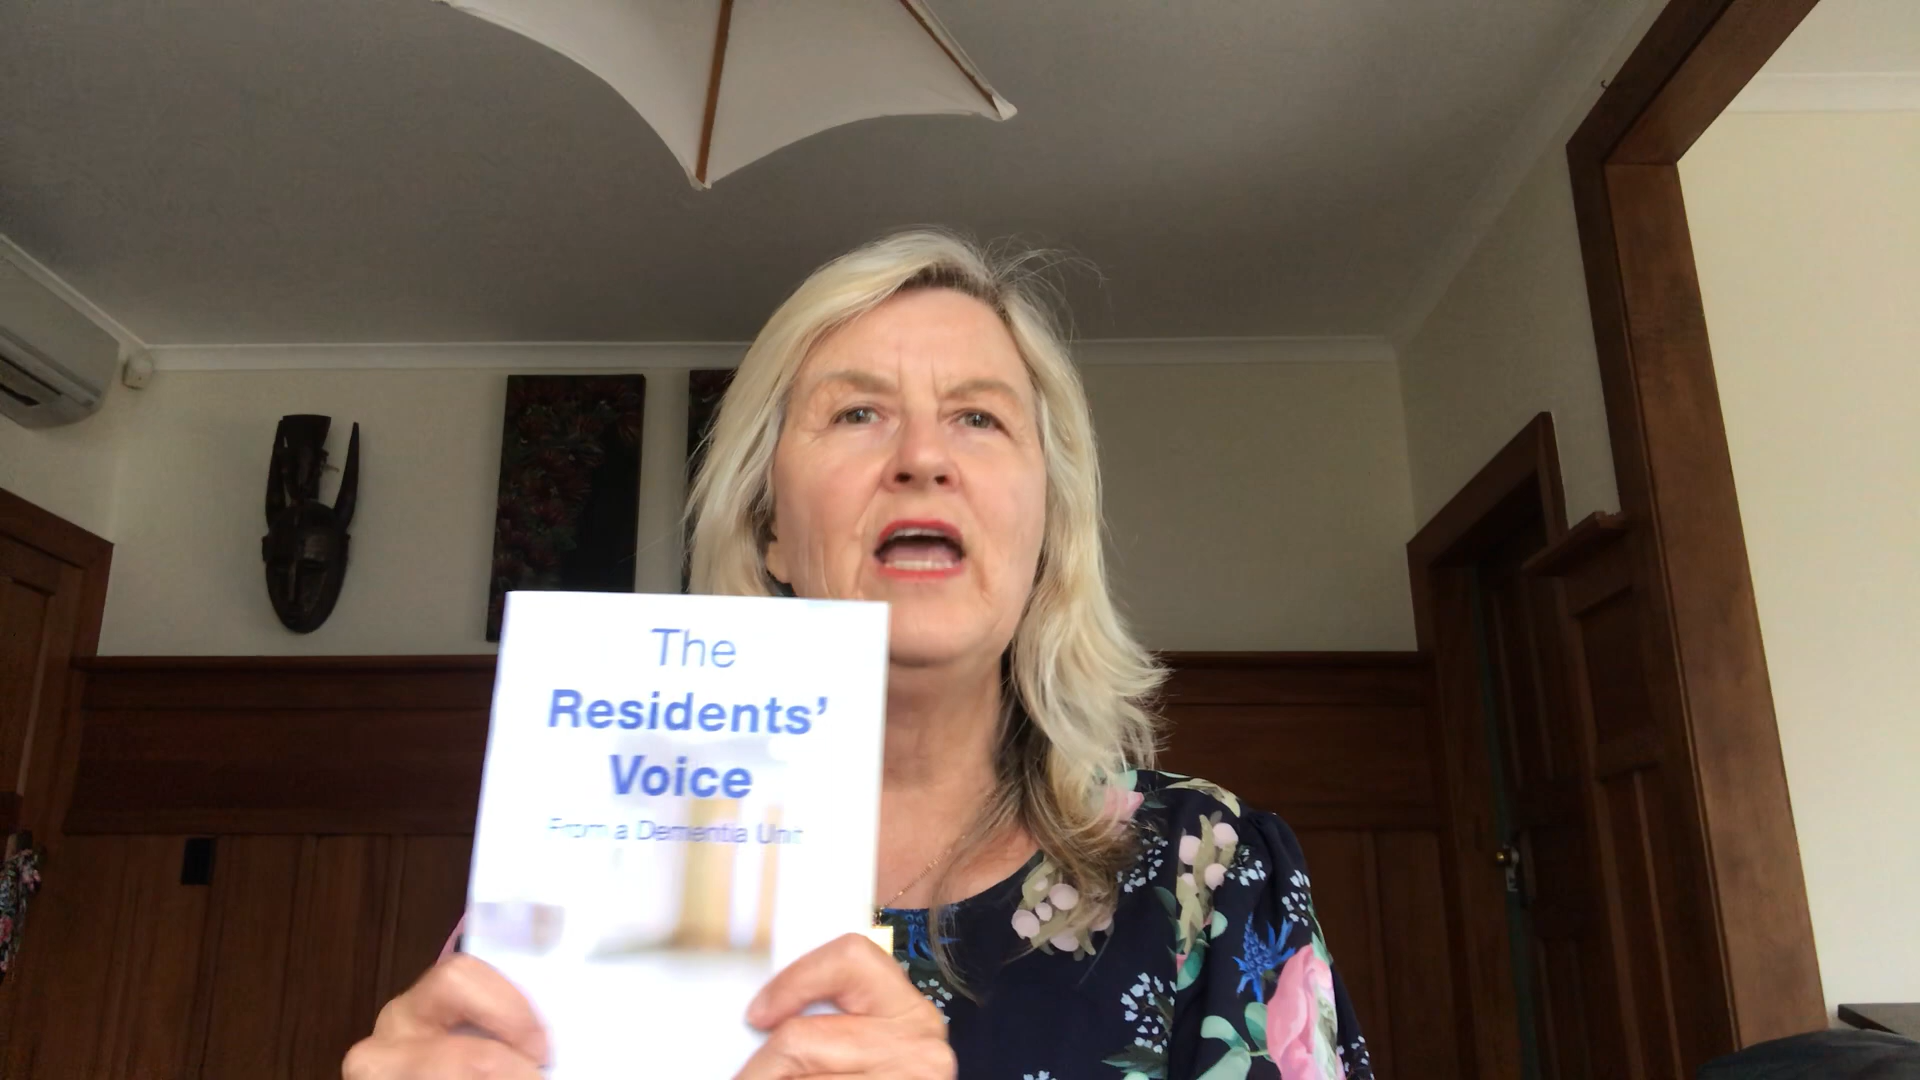 The
Residents’
Voice
From a Dementia Unit